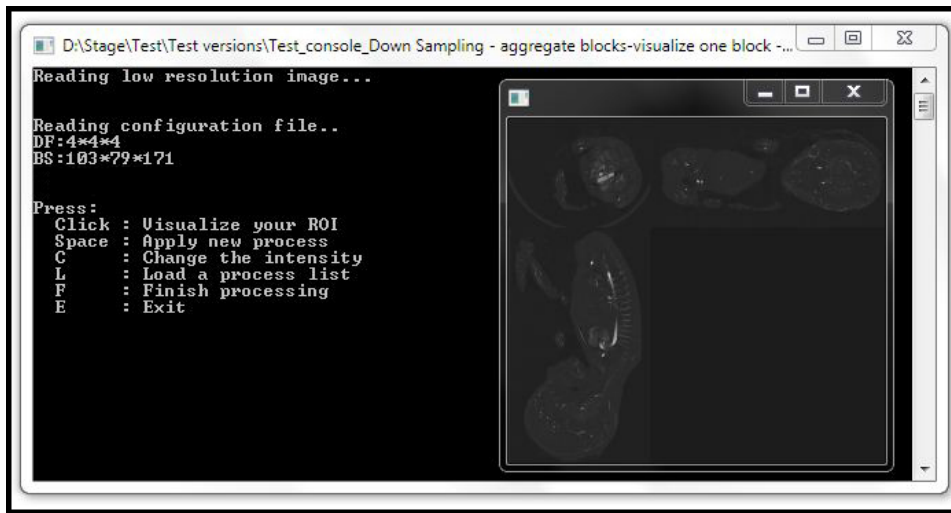 D:\Stage\Test\Test versions\Test_console_Down Sampling - aggregate blocks-visualize one block -...
Reading low resolution image...
Reading configuration file..
DF:4*4*4
BS:103*79*171
Press:
Click : Visualize your ROI
Space : Apply new process
C : Change the intensity
L : Load a process list
F : Finish processing
E : Exit